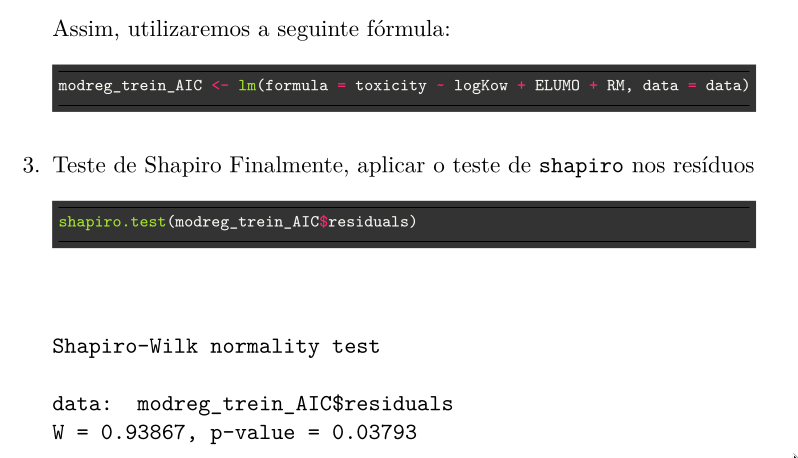 Assim, utilizaremos a seguinte fórmula:
modreg_trein_AIC <- lm(formula = toxicity ~ logKow + ELUMO + RM, data = data)
3. Teste de Shapiro Finalmente, aplicar o teste de shapiro nos resíduos
shapiro.test(modreg_trein_AIC$residuals)
Shapiro-Wilk normality test
data:  modreg_trein_AIC$residuals
W = 0.93867, p-value = 0.03793